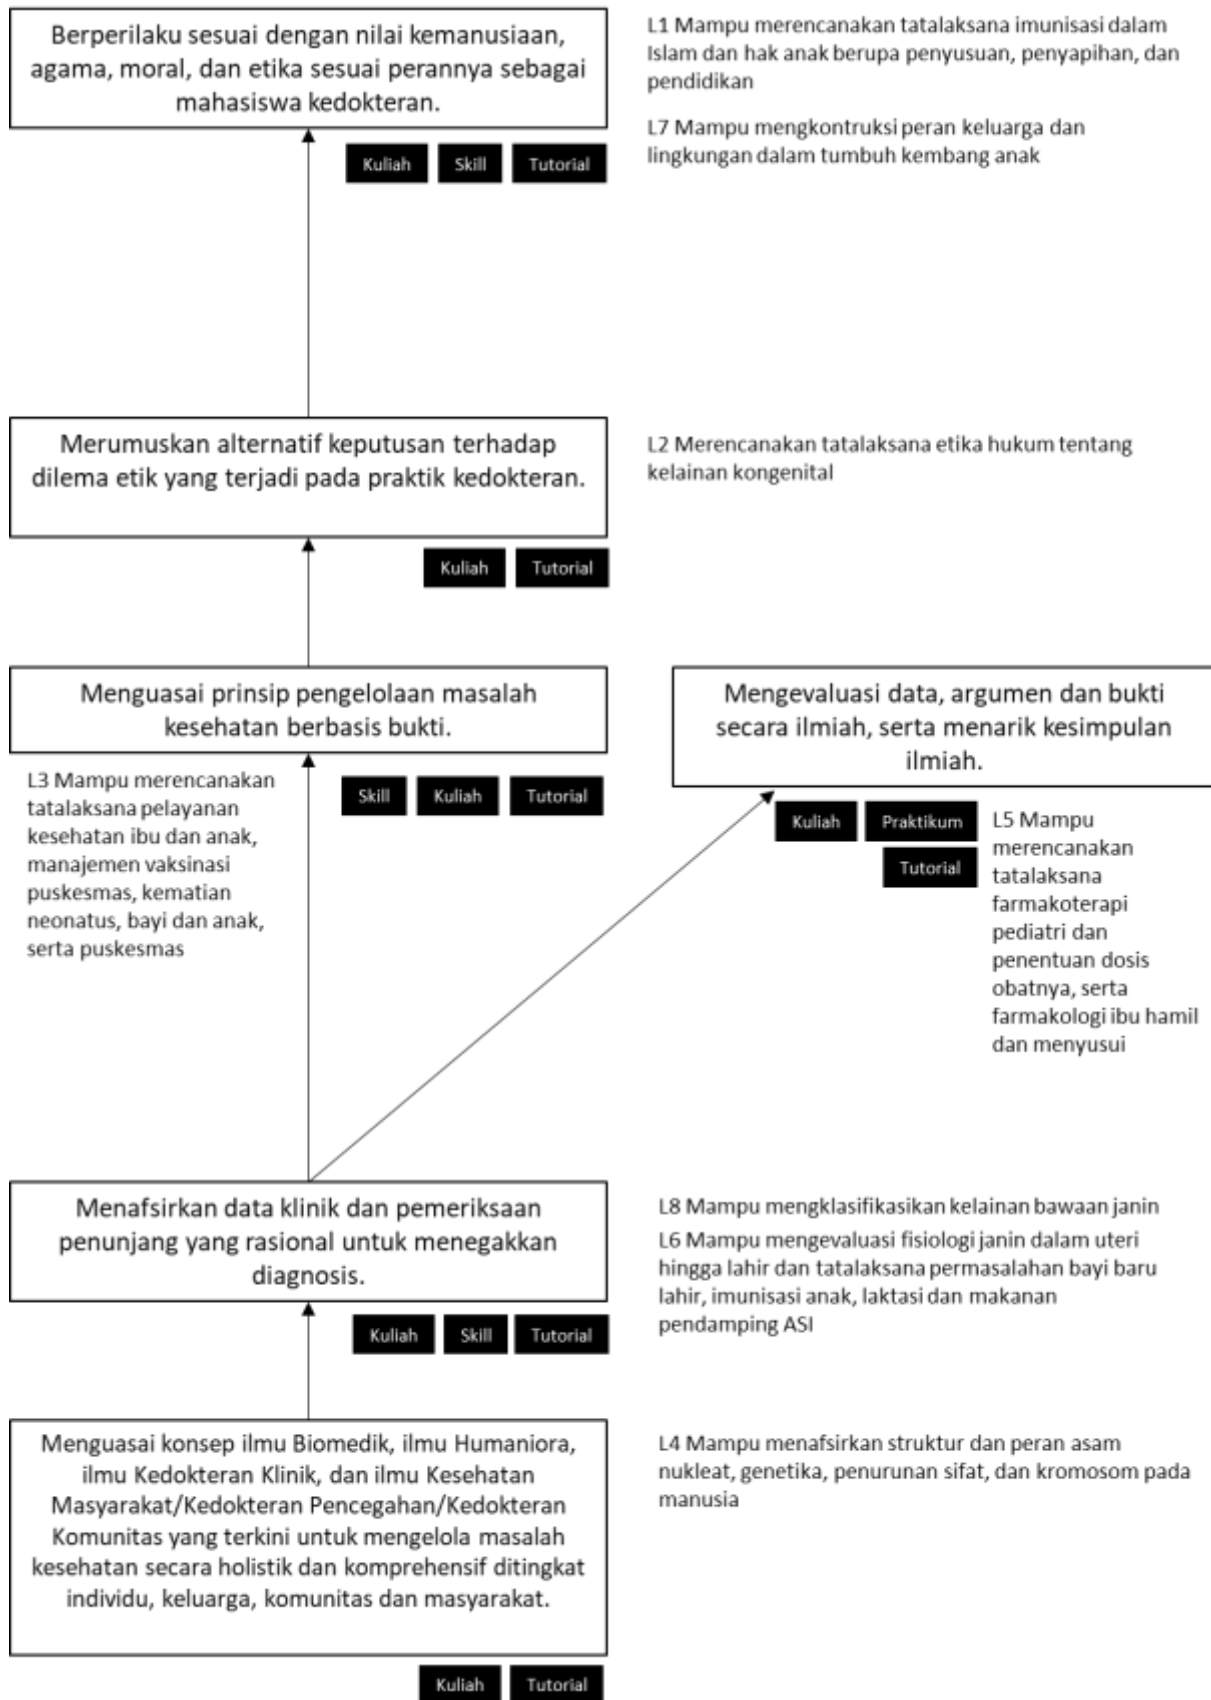 Berperilaku sesuai dengan nilai kemanusiaan,
agama, moral, dan etika sesuai perannya sebagai
mahasiswa kedokteran.
Kuliah
Skill
Tutorial
L1 Mampu merencanakan tatalaksana imunisasi dalam
Islam dan hak anak berupa penyusuan, penyapihan, dan
pendidikan
L7 Mampu mengkontruksi peran keluarga dan
lingkungan dalam tumbuh kembang anak
Merumuskan alternatif keputusan terhadap
dilema etik yang terjadi pada praktik kedokteran.
Kuliah
Tutorial
L2 Merencanakan tatalaksana etika hukum tentang
kelainan kongenital
Menguasai prinsip pengelolaan masalah
kesehatan berbasis bukti.
Skill
Kuliah
Tutorial
L3 Mampu merencanakan
tatalaksana pelayanan
kesehatan ibu dan anak,
manajemen vaksinasi
puskesmas, kematian
neonatus, bayi dan anak,
serta puskesmas
Mengevaluasi data, argumen dan bukti
secara ilmiah, serta menarik kesimpulan
ilmiah.
Kuliah
Praktikum
Tutorial
L5 Mampu
merencanakan
tatalaksana
farmakoterapi
pediatri dan
penentuan dosis
obatnya, serta
farmakologi ibu hamil
dan menyusui
Menafsirkan data klinik dan pemeriksaan
penunjang yang rasional untuk menegakkan
diagnosis.
Kuliah
Skill
Tutorial
L8 Mampu mengklasifikasikan kelainan bawaan janin
L6 Mampu mengevaluasi fisiologi janin dalam uteri
hingga lahir dan tatalaksana permasalahan bayi baru
lahir, imunisasi anak, laktasi dan makanan
pendamping ASI
Menguasai konsep ilmu Biomedik, ilmu Humaniora,
ilmu Kedokteran Klinik, dan ilmu Kesehatan
Masyarakat/Kedokteran Pencegahan/Kedokteran
Komunitas yang terkini untuk mengelola masalah
kesehatan secara holistik dan komprehensif ditingkat
individu, keluarga, komunitas dan masyarakat.
Kuliah
Tutorial
L4 Mampu menafsirkan struktur dan peran asam
nukleat, genetika, penurunan sifat, dan kromosom pada
manusia